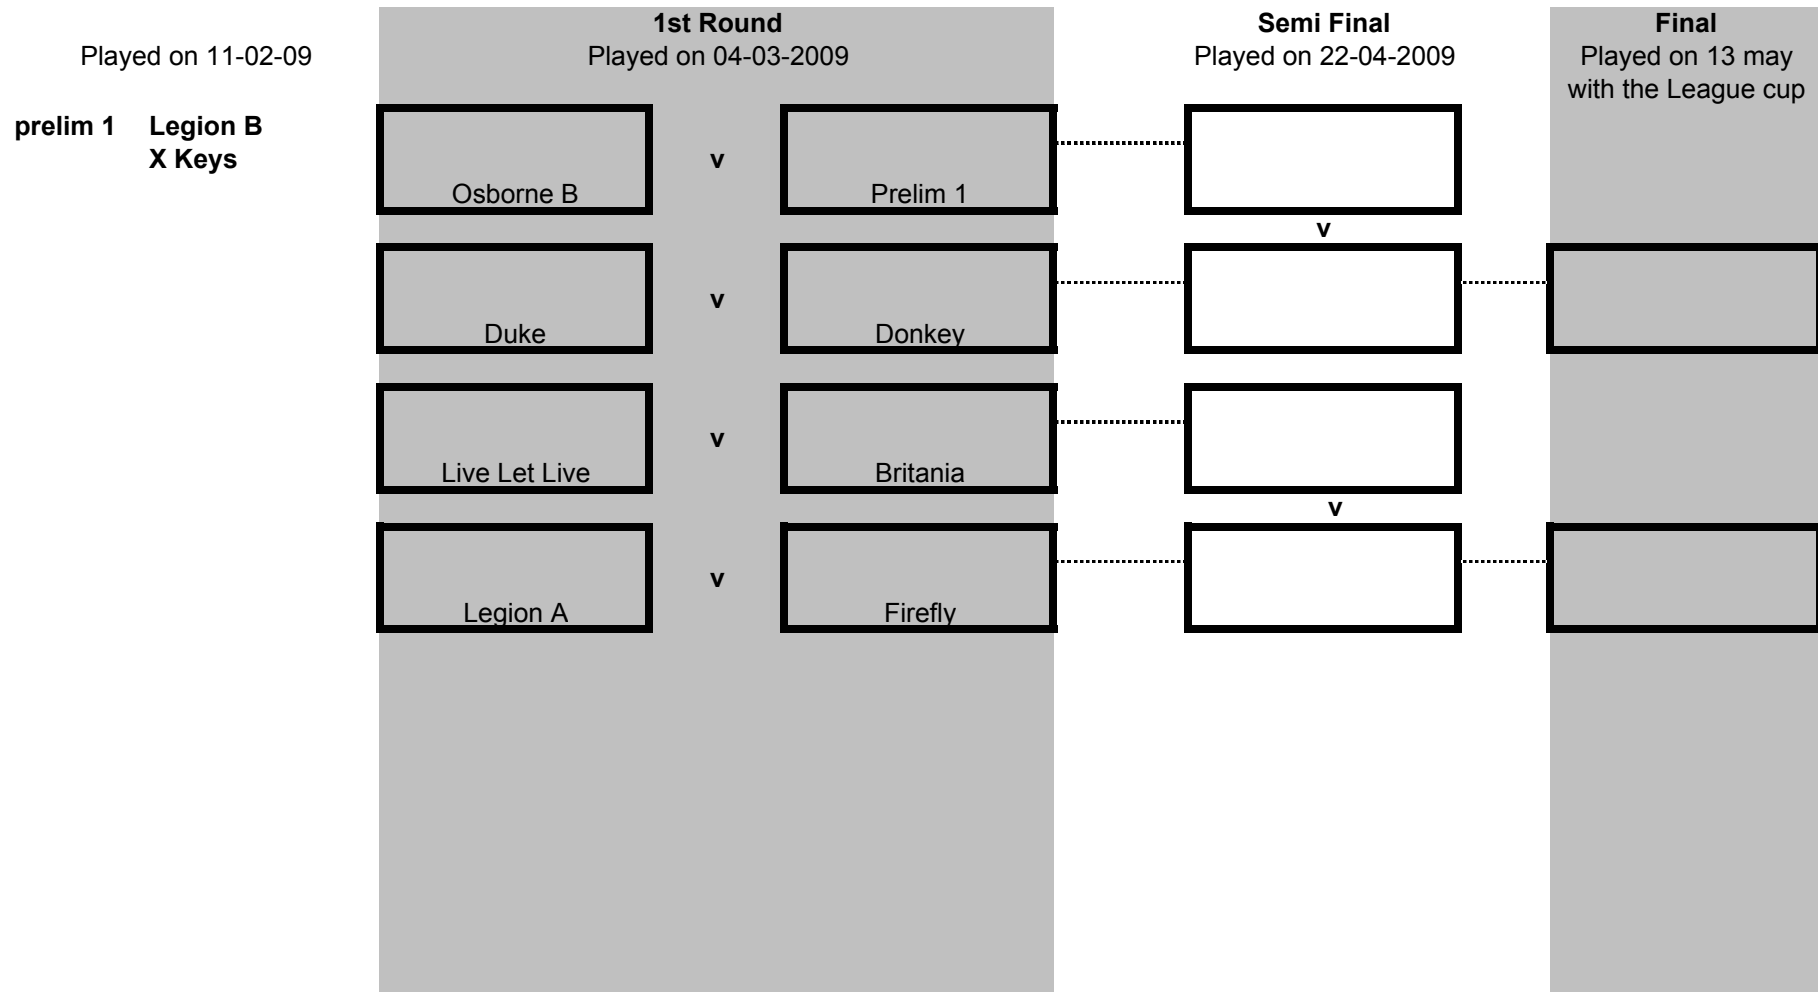 1st Round
Semi Final
Final
Played on 11-02-09
Played on 04-03-2009
Played on 22-04-2009
Played on 13 may
with the League cup
prelim 1 Legion B
X Keys
v
Osborne B
Prelim 1
v
v
Duke
Donkey
v
Live Let Live
Britania
v
v
Legion A
Firefly